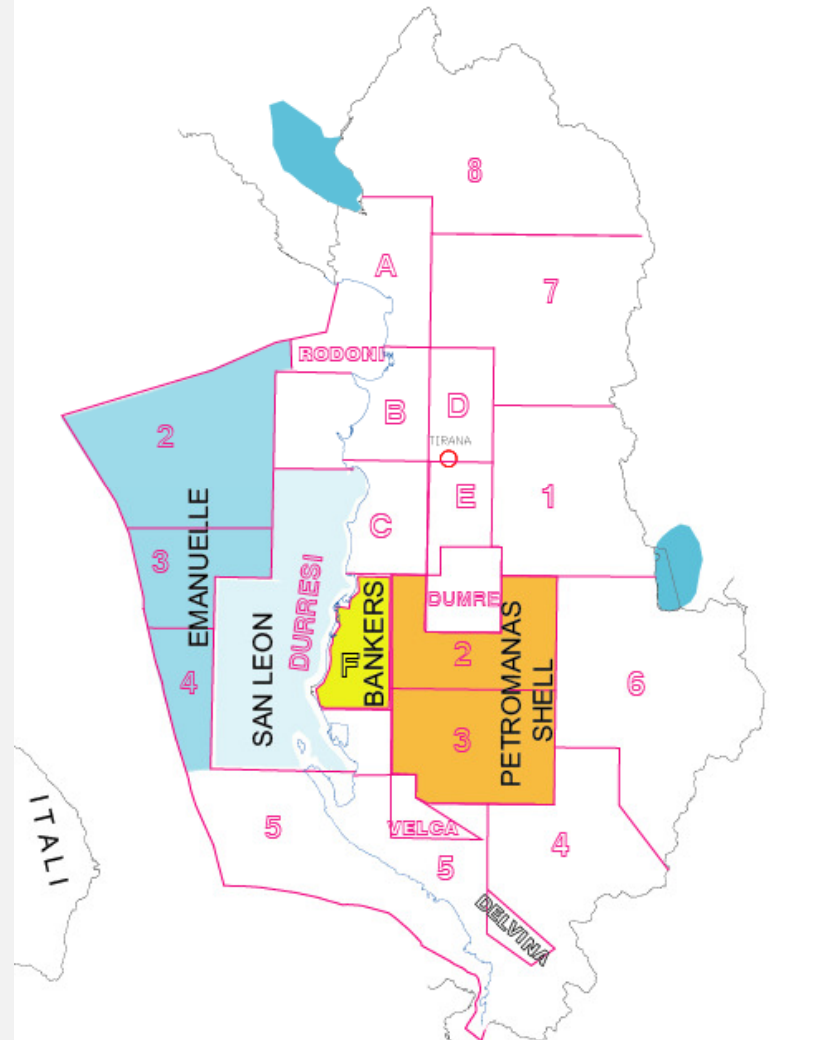 8
A
7
RODONI
2
B
D
TIRANA
E
1
C
3
EMANUELLE
DURRESI
SAN LEON
F
BANKERS
DUMRE
2
PETROMANAS
SHELL
4
6
3
ITALI
5
VELCA
5
4
DELVINA